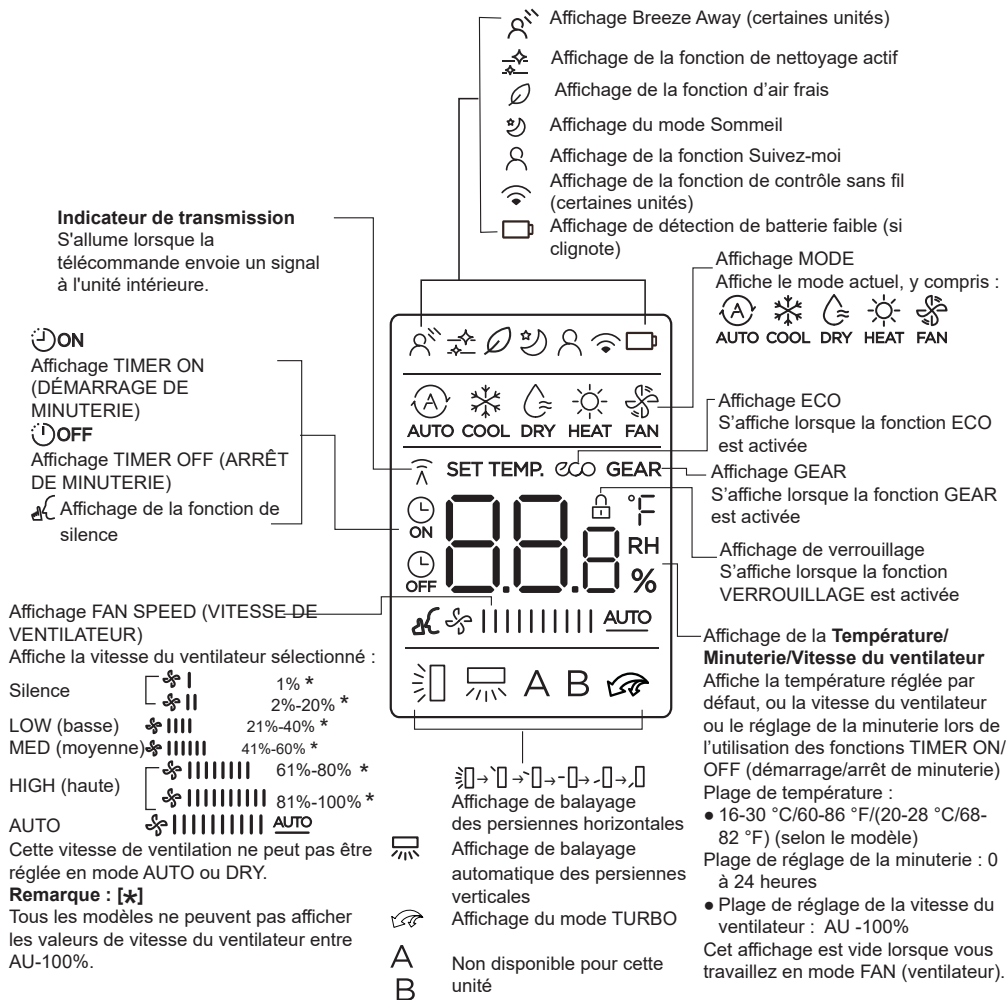 Affichage Breeze Away (certaines unités)
Affichage de la fonction de nettoyage actif
Affichage de la fonction d'air frais
Affichage du mode Sommeil
Affichage de la fonction Suivez-moi
Affichage de la fonction de contrôle sans fil
(certaines unités)
Affichage de détection de batterie faible (si
clignote)
Indicateur de transmission
S'allume lorsque la
télécommande envoie un signal
à l'unité intérieure.
ON
Affichage TIMER ON
(DÉMARRAGE DE
MINUTERIE)
OFF
Affichage TIMER OFF (ARRÊT
DE MINUTERIE)
Affichage de la fonction de
silence
Affichage MODE
Affiche le mode actuel, y compris :
A
AUTO COOL DRY HEAT FAN
A
AUTO COOL DRY HEAT FAN
SET TEMP. eco GEAR
ON
OFF
88.8
°F
RH
%
AUTO
A B
Affichage ECO
S’affiche lorsque la fonction ECO
est activée
Affichage GEAR
S’affiche lorsque la fonction GEAR
est activée
Affichage de verrouillage
S’affiche lorsque la fonction
VERROUILLAGE est activée
Affichage FAN SPEED (VITESSE DE
VENTILATEUR)
Affiche la vitesse du ventilateur sélectionné :
Silence
1% *
2%-20% *
LOW (basse) 21%-40% *
MED (moyenne) 41%-60% *
HIGH (haute)
61%-80% *
81%-100% *
AUTO AUTO
Cette vitesse de ventilation ne peut pas être
réglée en mode AUTO ou DRY.
Remarque : [*]
Tous les modèles ne peuvent pas afficher
les valeurs de vitesse du ventilateur entre
AU-100%.
Affichage de balayage
des persiennes horizontales
Affichage de balayage
automatique des persiennes
verticales
Affichage du mode TURBO
A
B
Non disponible pour cette
unité
Affichage de la Température/
Minuterie/Vitesse du ventilateur
Affiche la température réglée par
défaut, ou la vitesse du ventilateur
ou le réglage de la minuterie lors de
l’utilisation des fonctions TIMER ON/
OFF (démarrage/arrêt de minuterie)
Plage de température :
● 16-30 °C/60-86 °F/(20-28 °C/68-
82 °F) (selon le modèle)
Plage de réglage de la minuterie : 0
à 24 heures
● Plage de réglage de la vitesse du
ventilateur : AU -100%
Cet affichage est vide lorsque vous
travaillez en mode FAN (ventilateur).